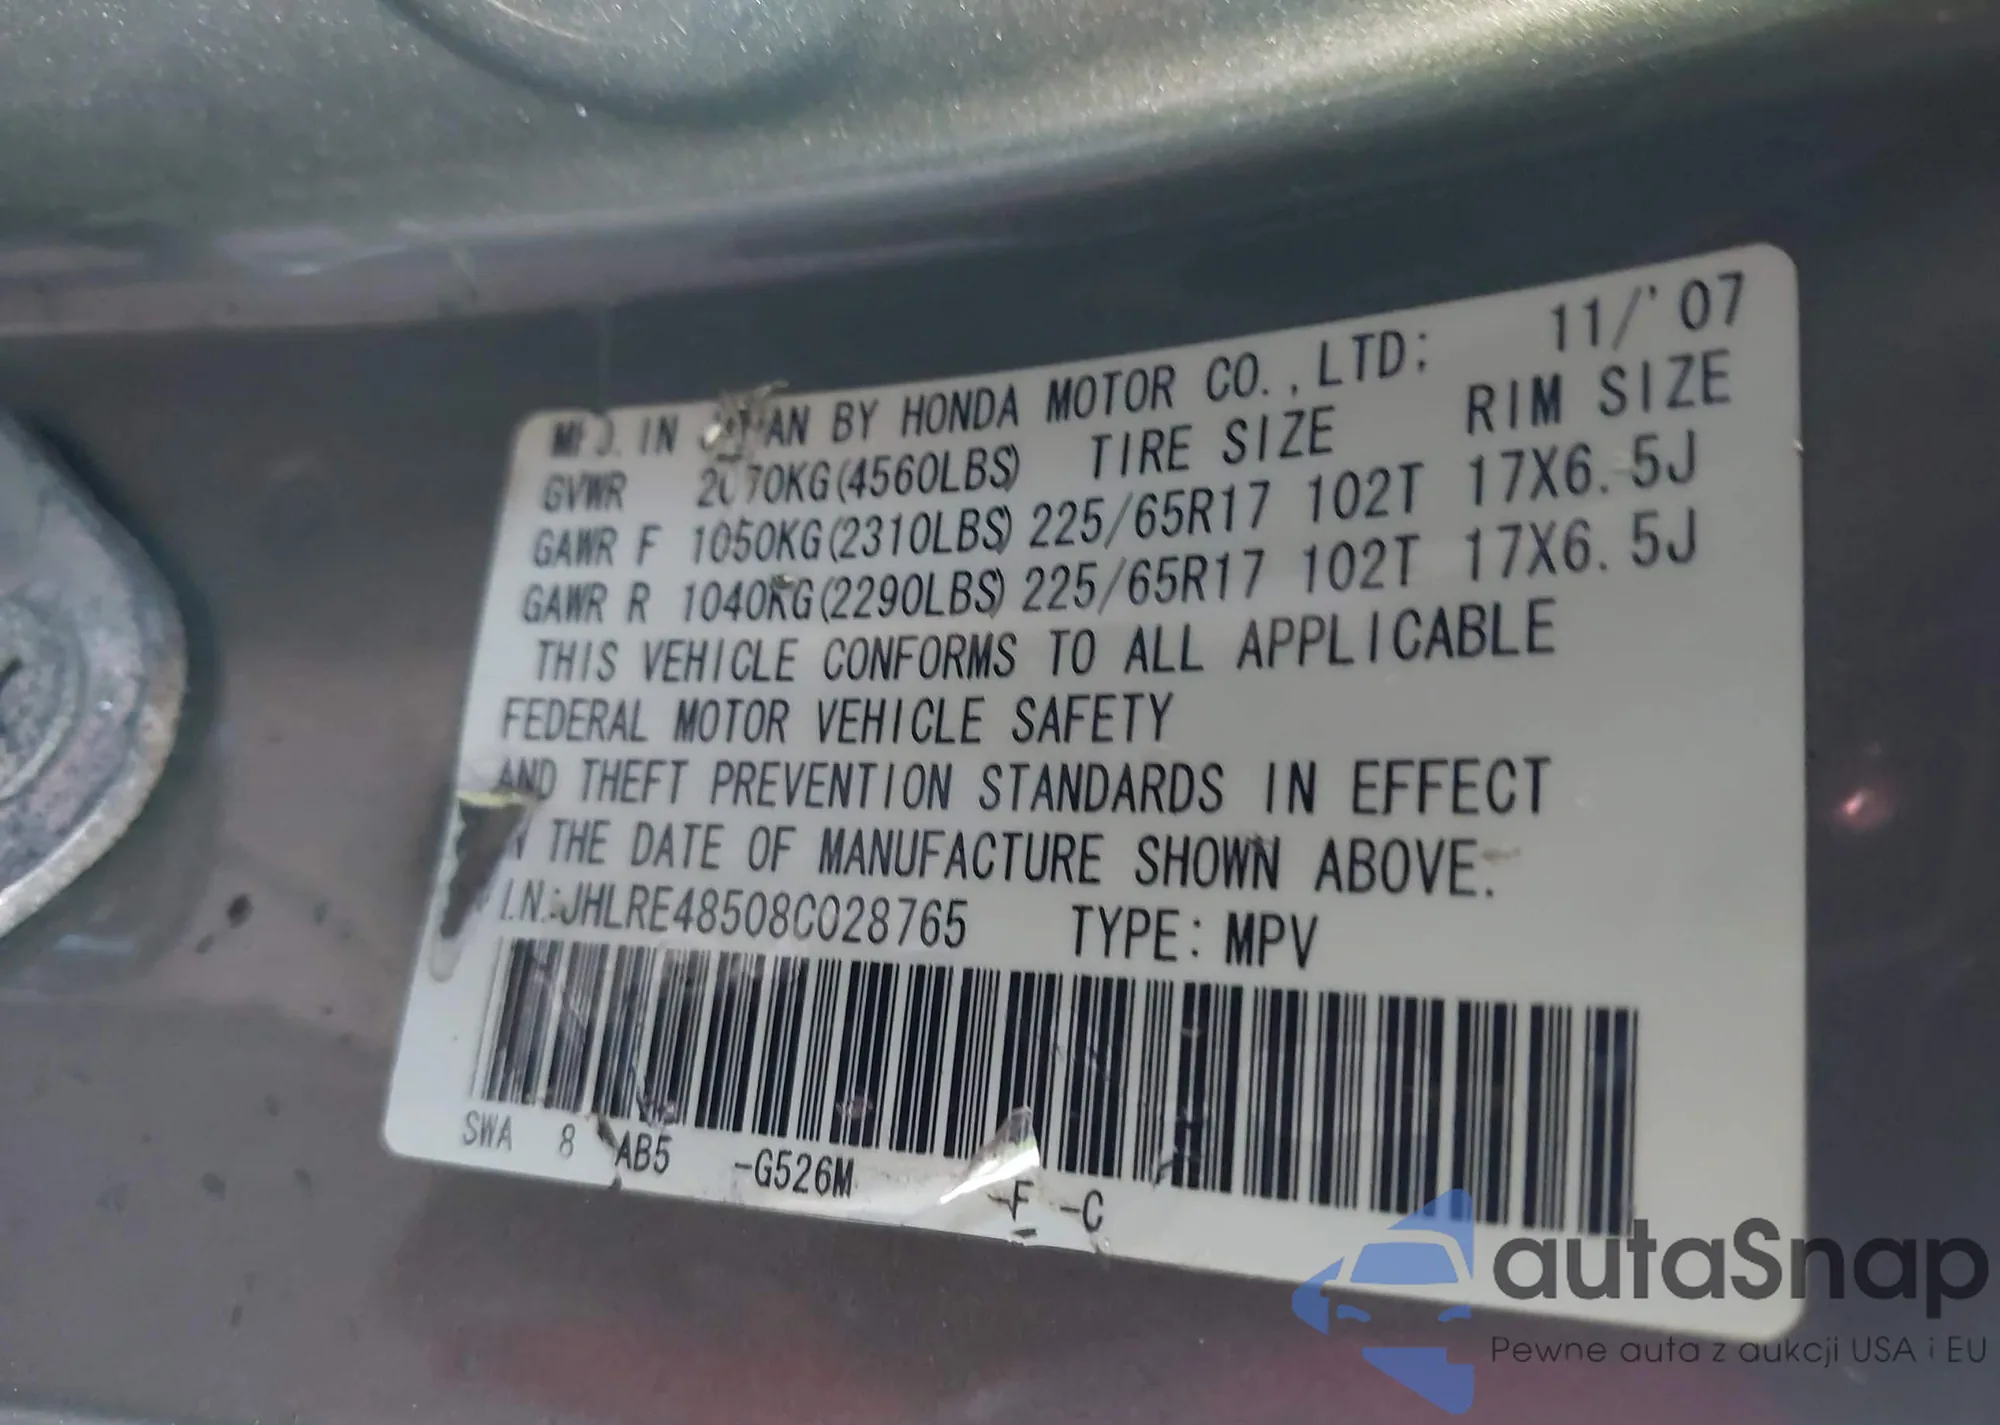 MFD. IN JAPAN BY HONDA MOTOR CO., LTD; 11/'07
GVWR 2070KG(4560LBS) TIRE SIZE RIM SIZE
GAWR F 1050KG(2310LBS) 225/65R17 102T 17X6.5J
GAWR R 1040KG(2290LBS) 225/65R17 102T 17X6.5J
THIS VEHICLE CONFORMS TO ALL APPLICABLE
FEDERAL MOTOR VEHICLE SAFETY
AND THEFT PREVENTION STANDARDS IN EFFECT
THE DATE OF MANUFACTURE SHOWN ABOVE.
I.N.:JHLRE48508C028765 TYPE: MPV
SWA 8 AB5 -G526M -F -C
autaSnap
Pewne auta z aukcji USA i EU